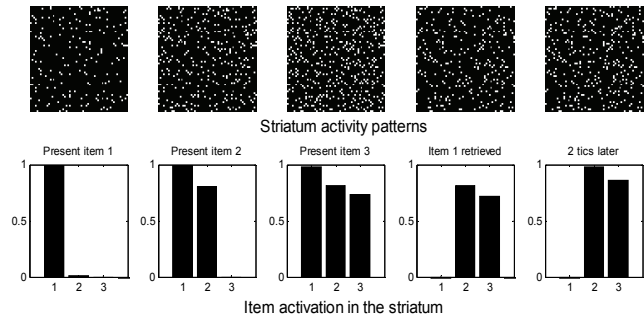 Striatum activity patterns
Present item 1 Present item 2 Present item 3 Item 1 retrieved 2 tics later
1 1 1 1 1
0.5 0.5 0.5 0.5 0.5
0 0 0 0 0
1 2 3 1 2 3 1 2 3 1 2 3 1 2 3
Item activation in the striatum